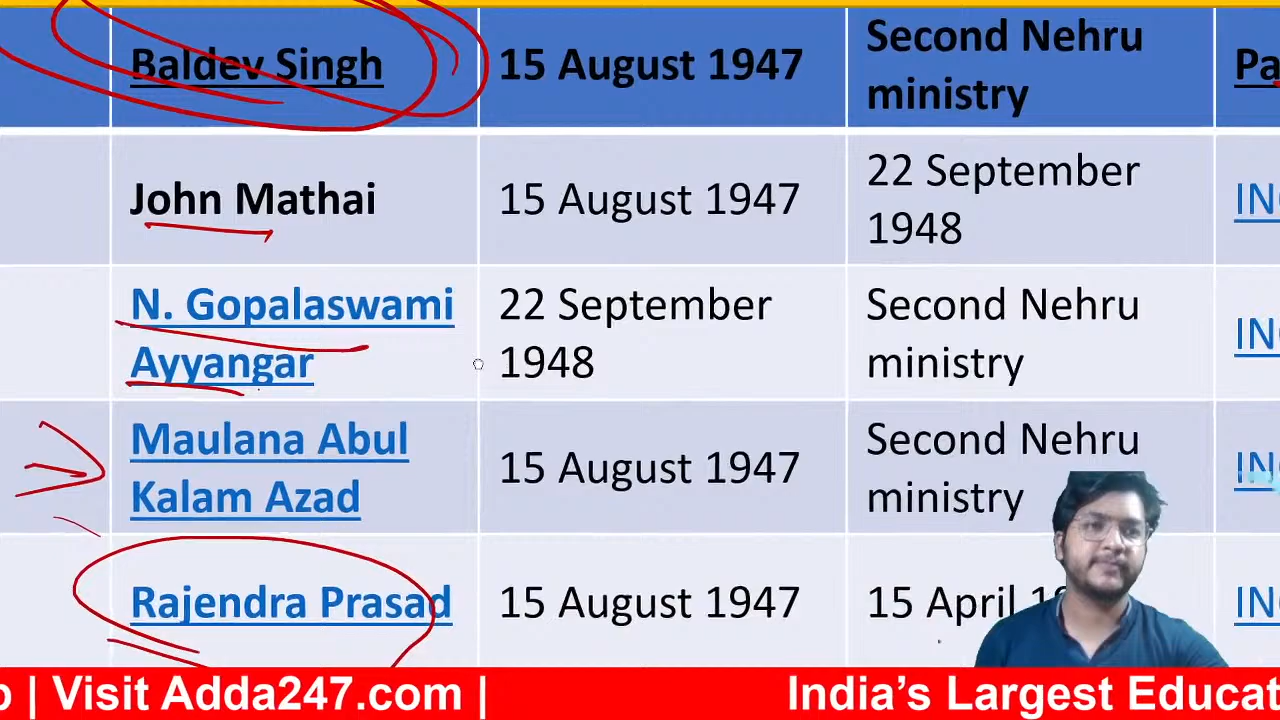 Baldev Singh
15 August 1947
Second Nehru
ministry
John Mathai
15 August 1947
22 September
1948
N. Gopalaswami
Ayyangar
22 September
1948
Second Nehru
ministry
Maulana Abul
Kalam Azad
15 August 1947
Second Nehru
ministry
Rajendra Prasad
15 August 1947
15 April
| Visit Adda247.com |
India's Largest